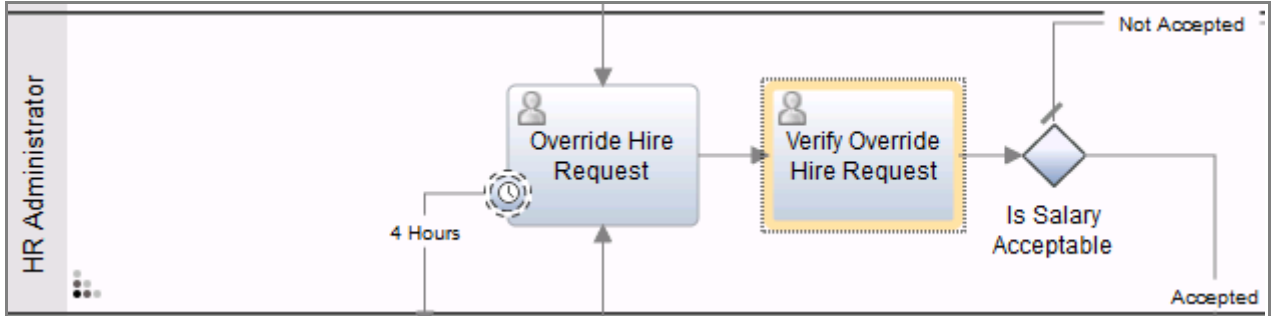 Not Accepted
HR Administrator
Override Hire
Request
Verify Override
Hire Request
4 Hours
Is Salary
Acceptable
Accepted